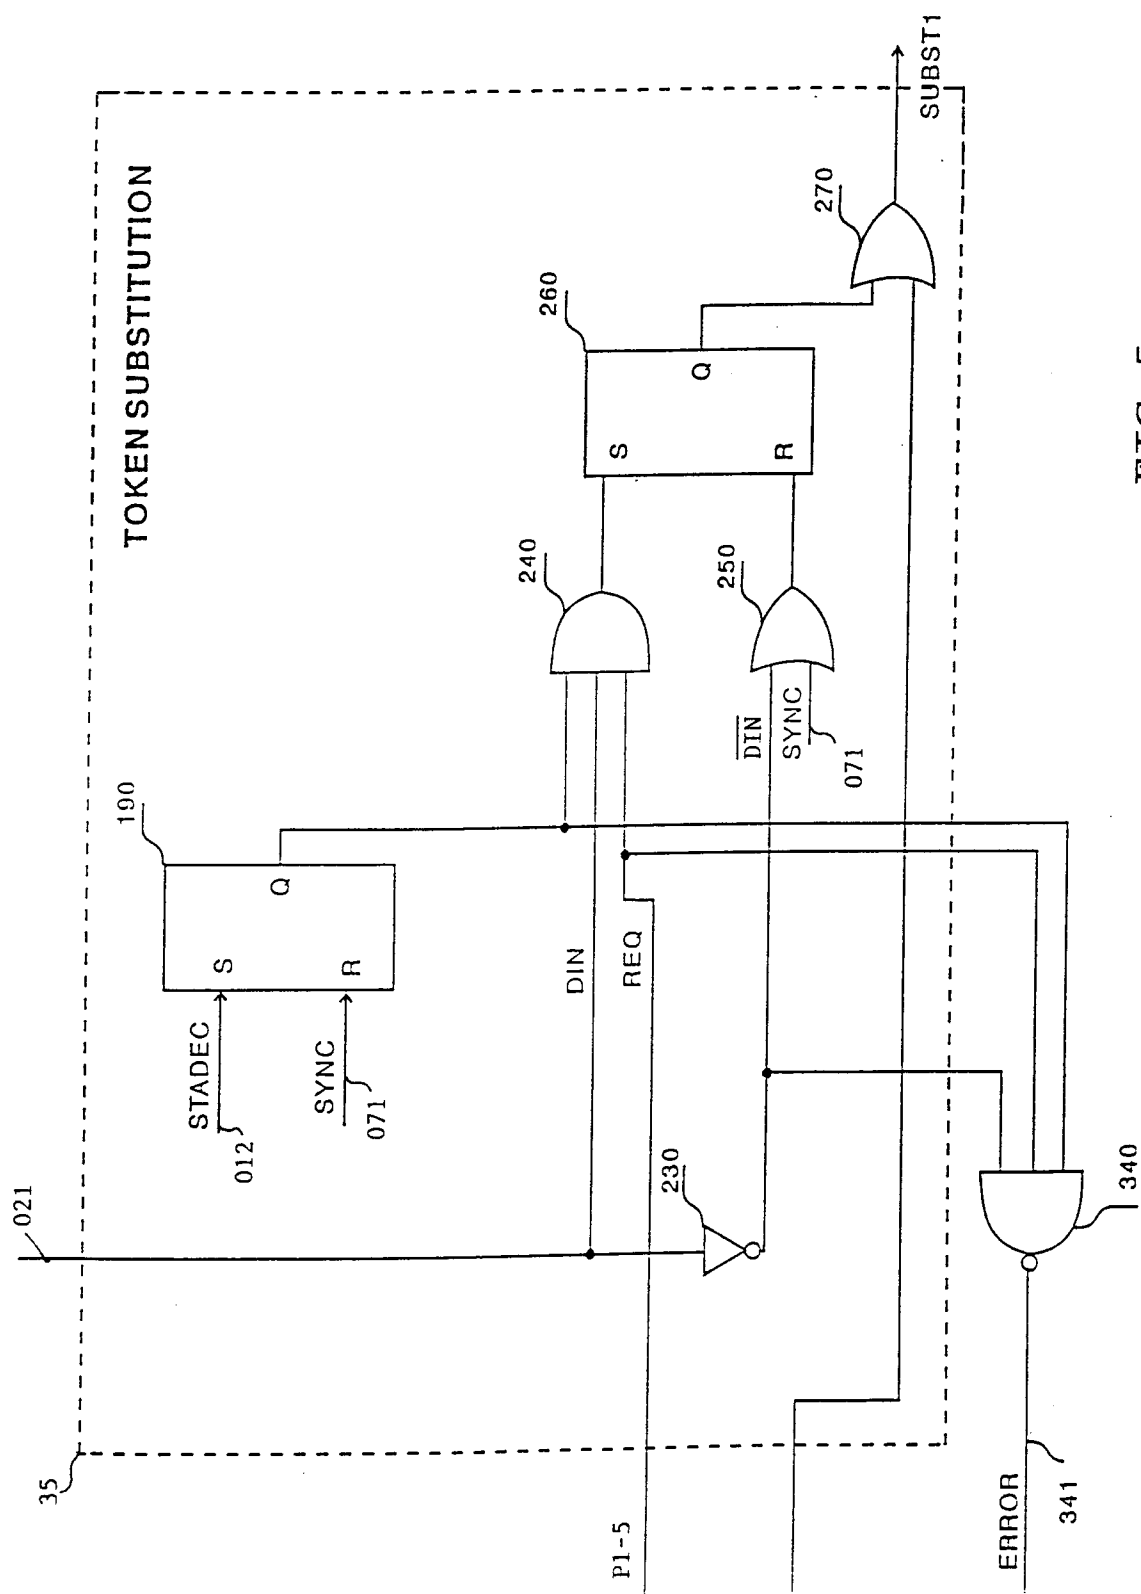 TOKEN SUBSTITUTION
35
021
STADEC
012
SYNC
071
S
R
Q
190
DIN
REQ
P1-5
230
240
DIN
SYNC
071
250
S
R
Q
260
270
SUBST1
ERROR
341
340